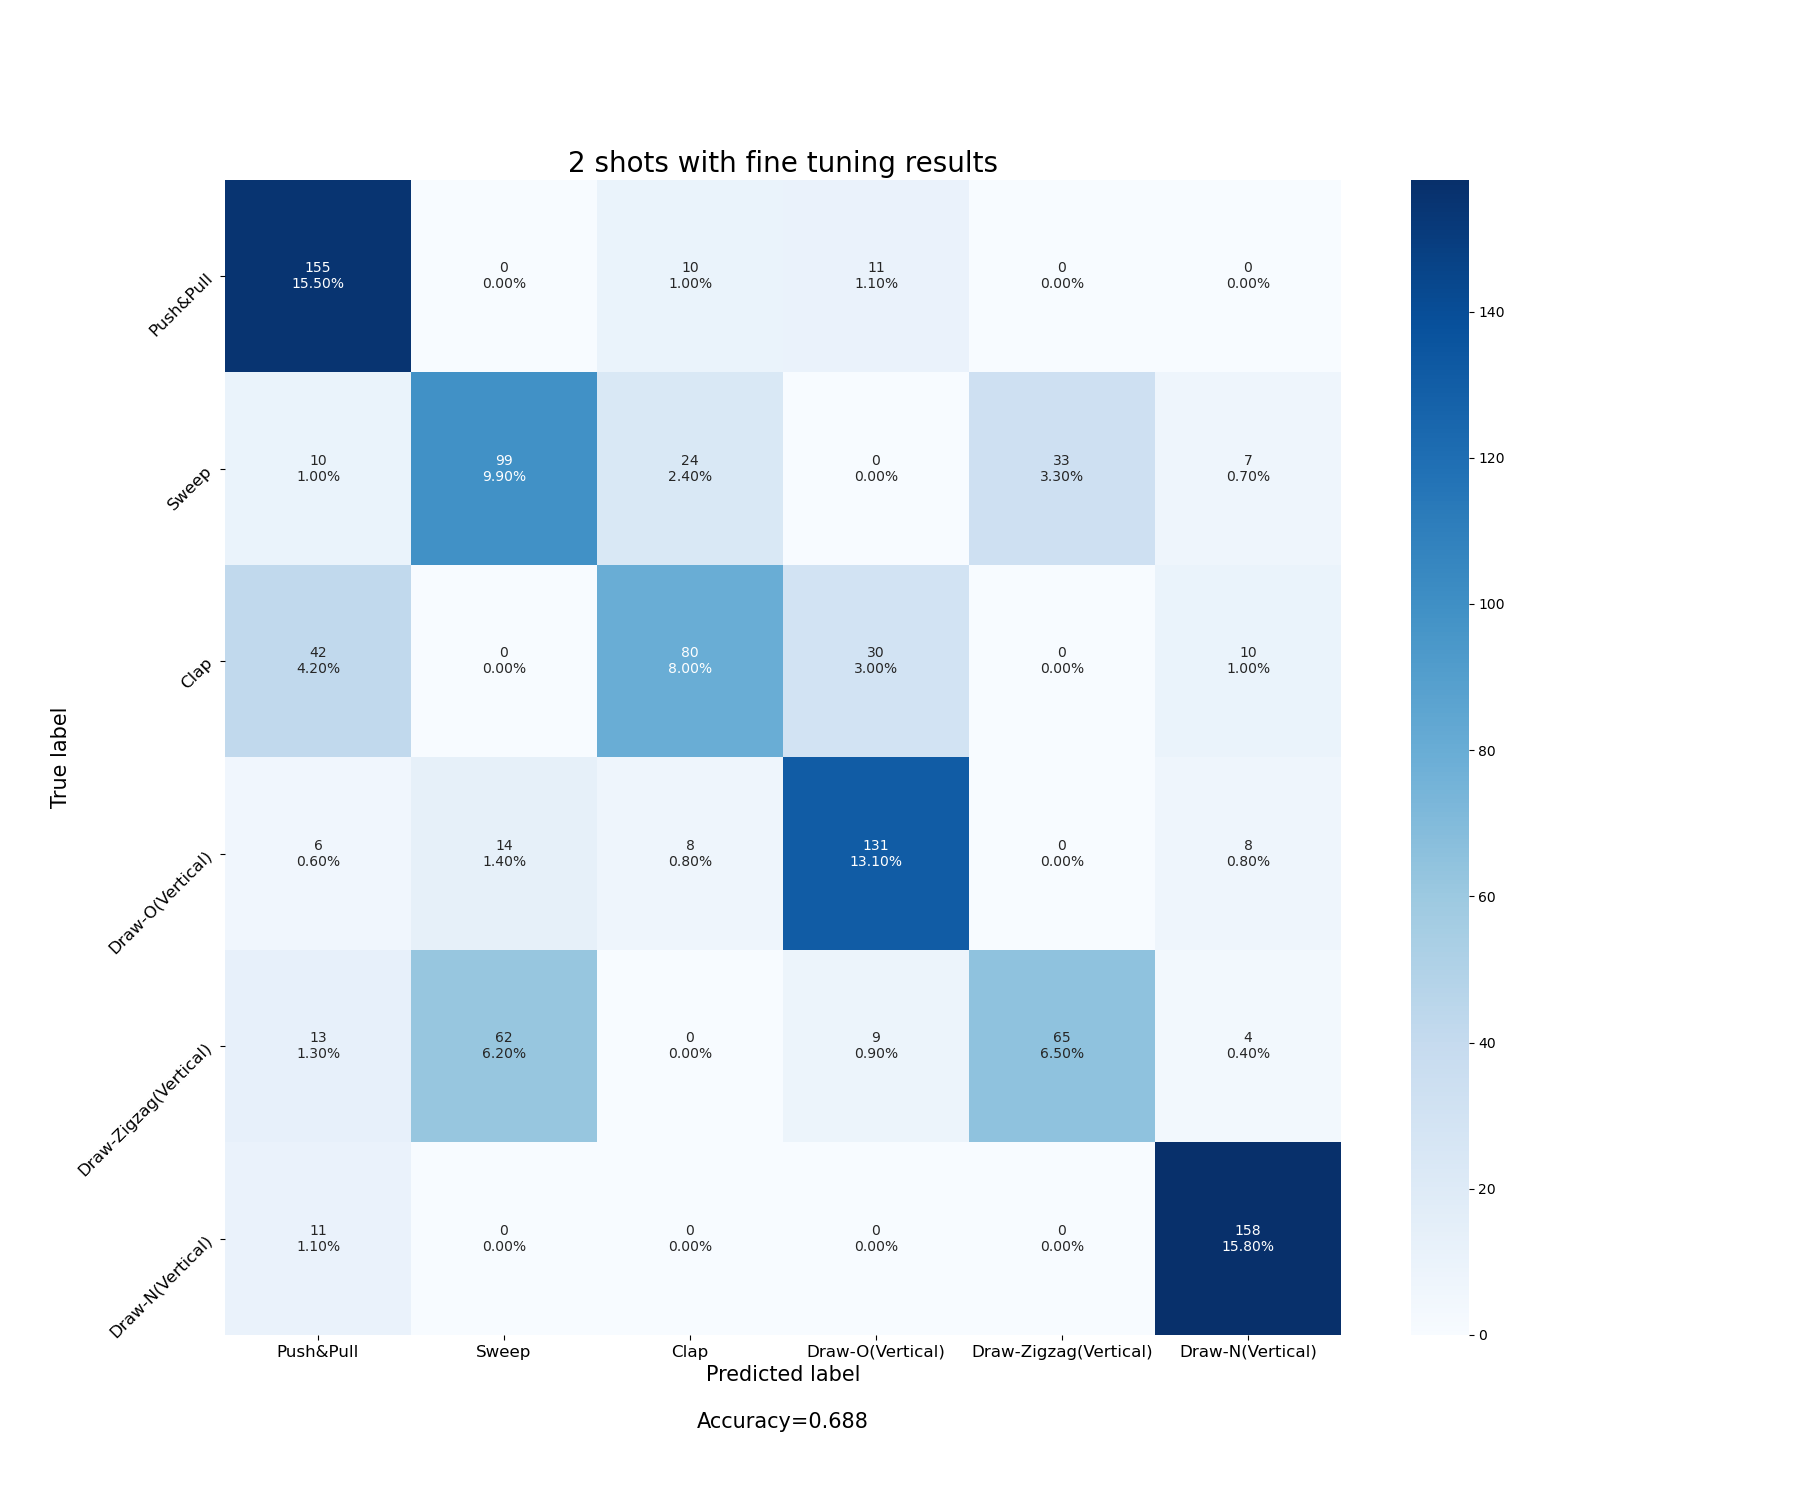 2 shots with fine tuning results
155 0 10 11 0 0
15.50% 0.00% 1.00% 1.10% 0.00% 0.00%
Push&Pull
10 99 24 0 33 7
1.00% 9.90% 2.40% 0.00% 3.30% 0.70%
Sweep
42 0 80 30 0 10
4.20% 0.00% 8.00% 3.00% 0.00% 1.00%
Clap
True label
6 14 8 131 0 8
0.60% 1.40% 0.80% 13.10% 0.00% 0.80%
Draw-O(Vertical)
13 62 0 9 65 4
1.30% 6.20% 0.00% 0.90% 6.50% 0.40%
Draw-Zigzag(Vertical)
11 0 0 0 0 158
1.10% 0.00% 0.00% 0.00% 0.00% 15.80%
Draw-N(Vertical)
Push&Pull Sweep Clap Draw-O(Vertical) Draw-Zigzag(Vertical) Draw-N(Vertical)
Predicted label
Accuracy=0.688
140
120
100
80
60
40
20
0